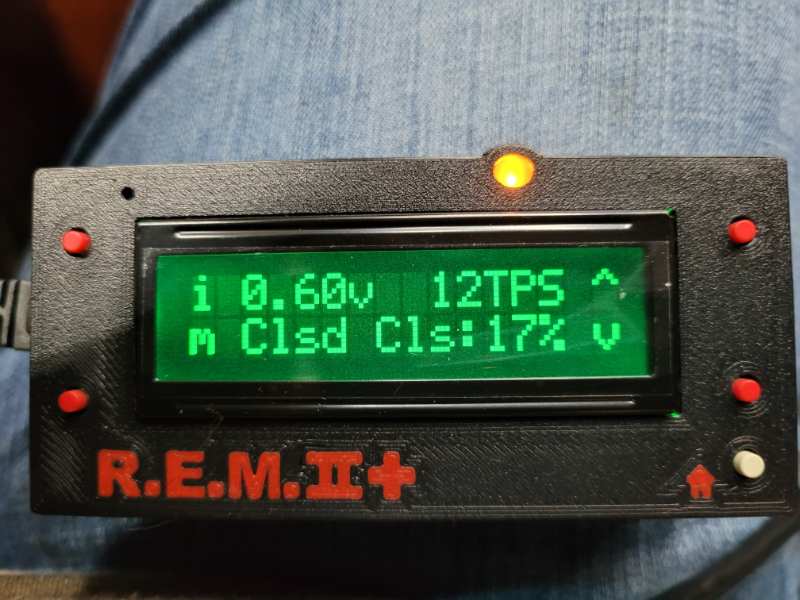 i 0.60v 12TPS ^
m Clsd Cls:17% v
R.E.M.II+